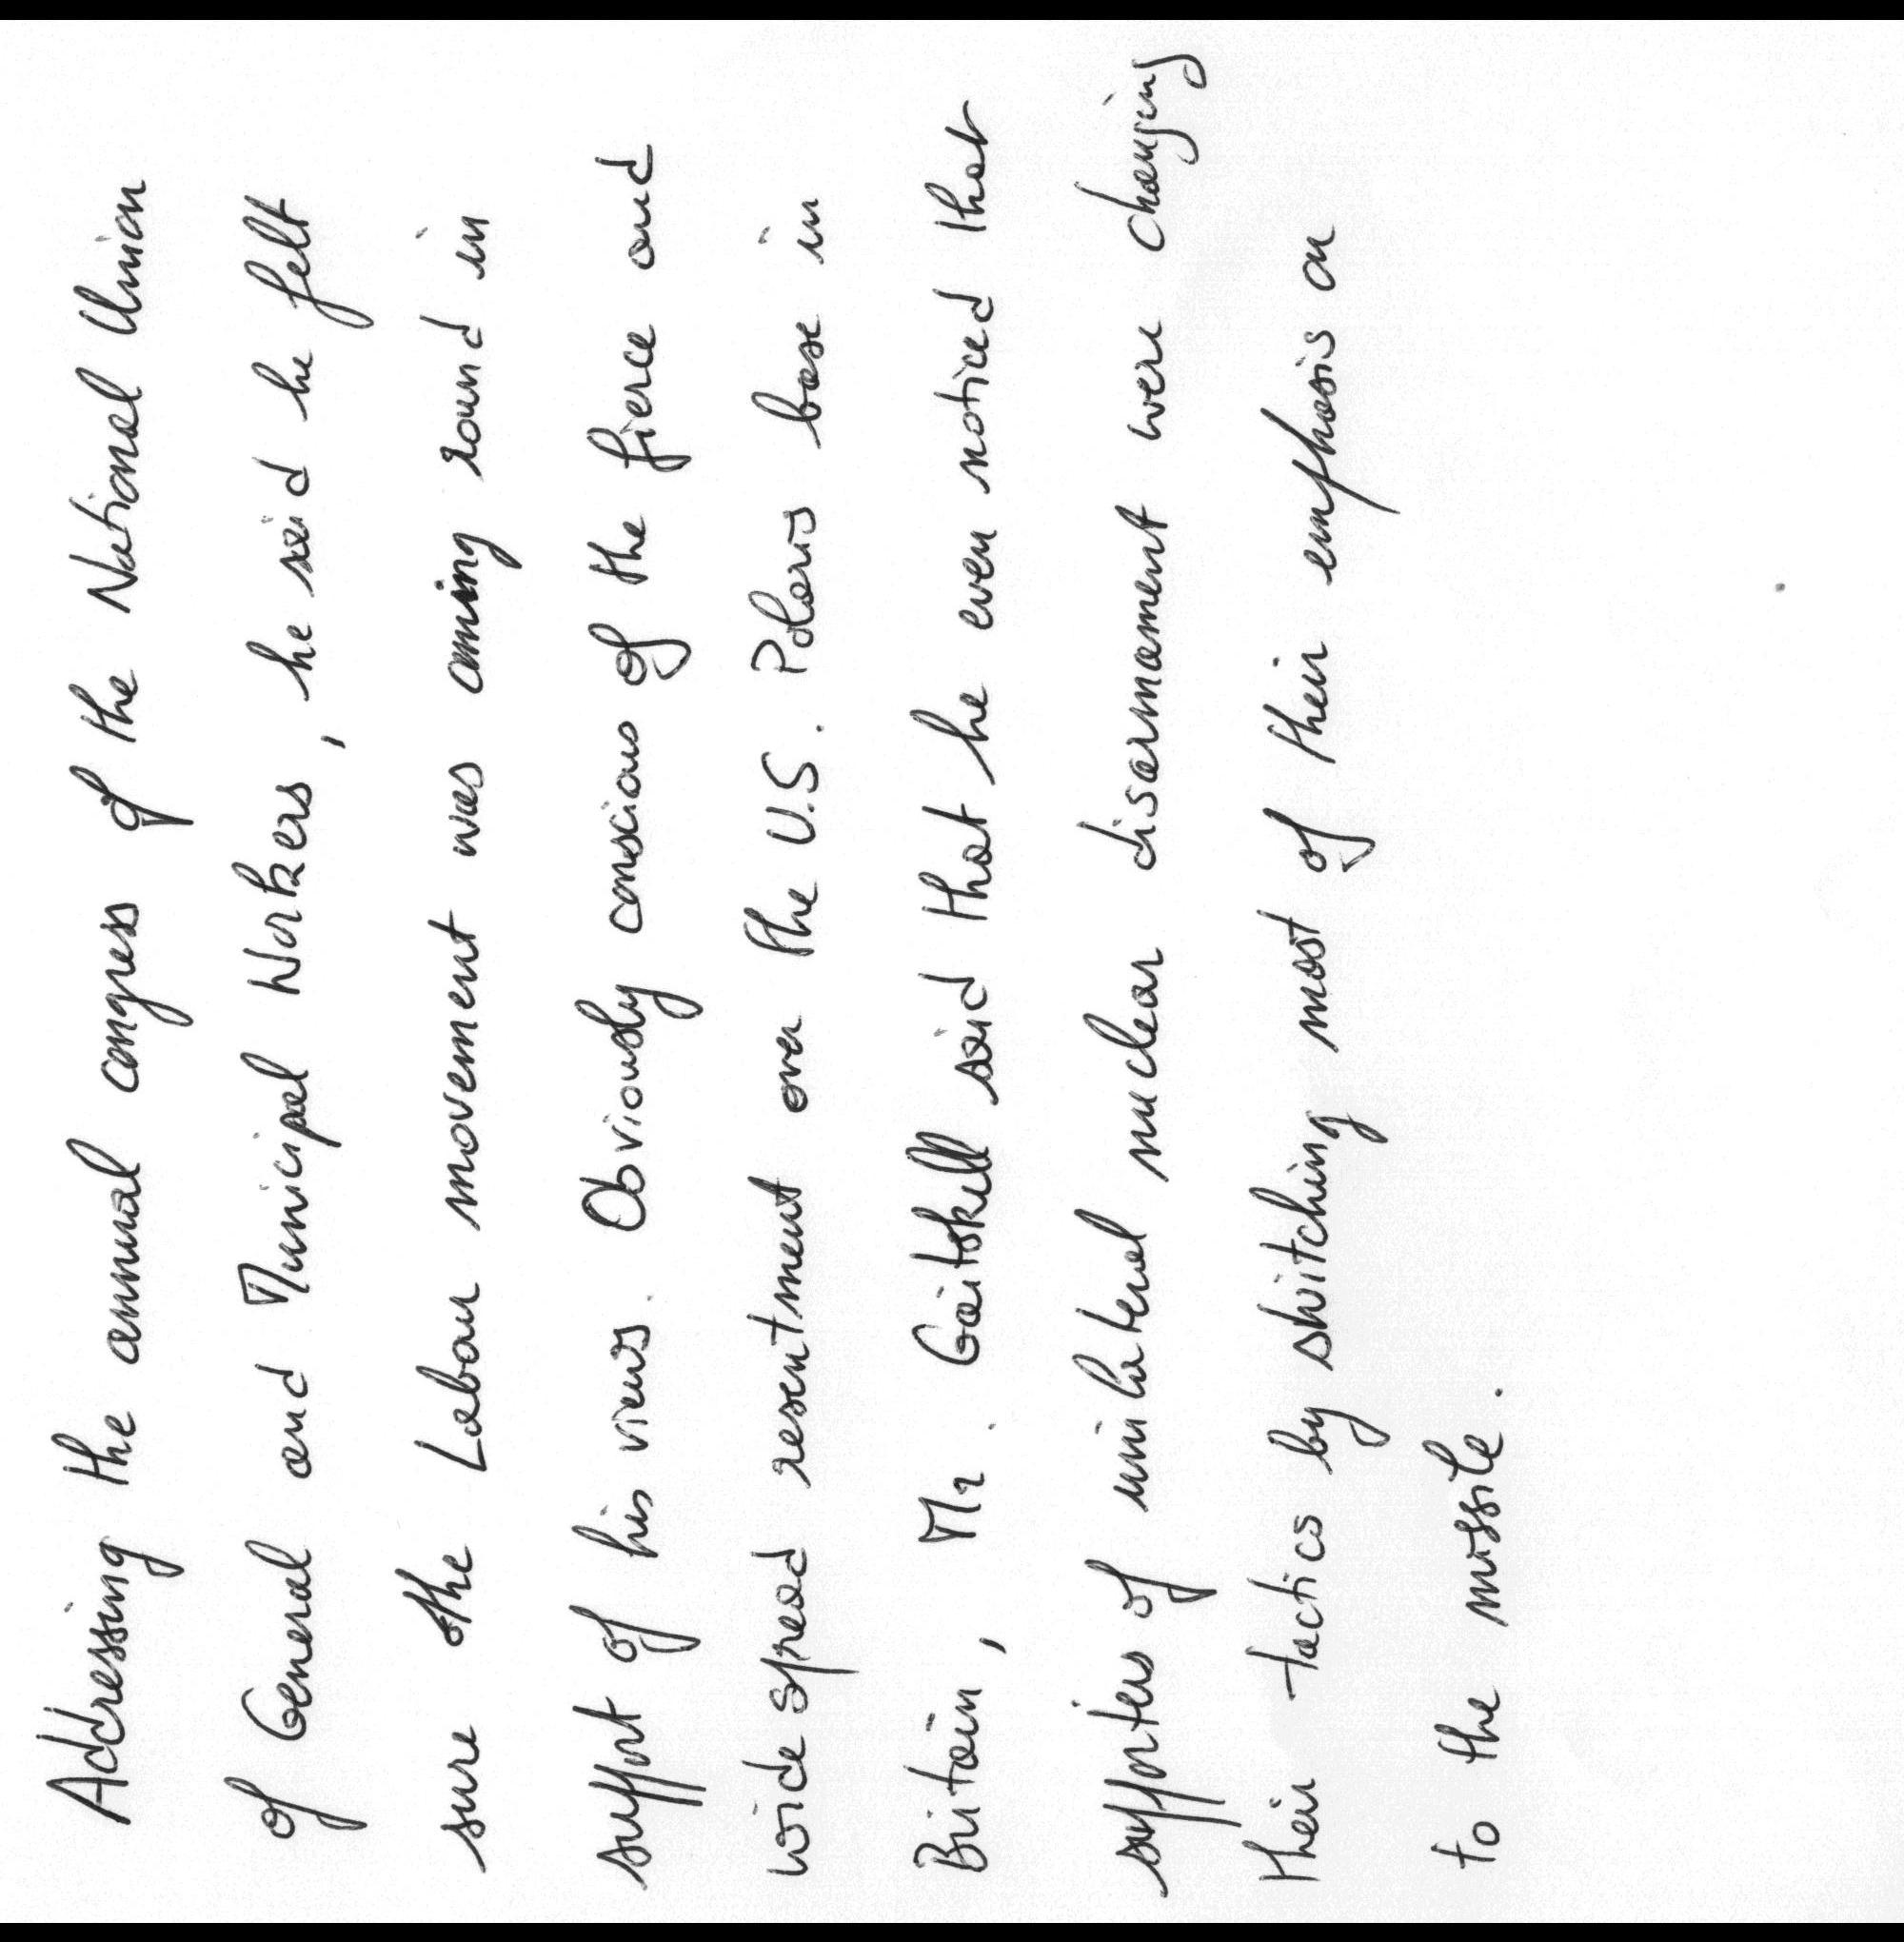 Addressing the annual congress of the National Union
of General and Municipal Workers, he said he felt
sure the Labour movement was coming round in
support of his views. Obviously conscious of the fierce and
wide spread resentment over the U.S. Polaris base in
Britain, Mr. Gaitskell said that he even noticed that
supporters of unilateral nuclear disarmament were changing
their tactics by switching most of their emphasis on
to the missile.